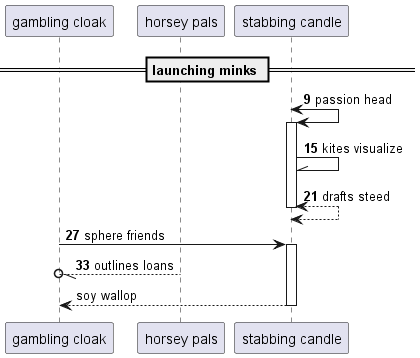 gambling cloak horsey pals stabbing candle
launching minks
9 passion head
15 kites visualize
21 drafts steed
27 sphere friends
33 outlines loans
soy wallop
gambling cloak horsey pals stabbing candle